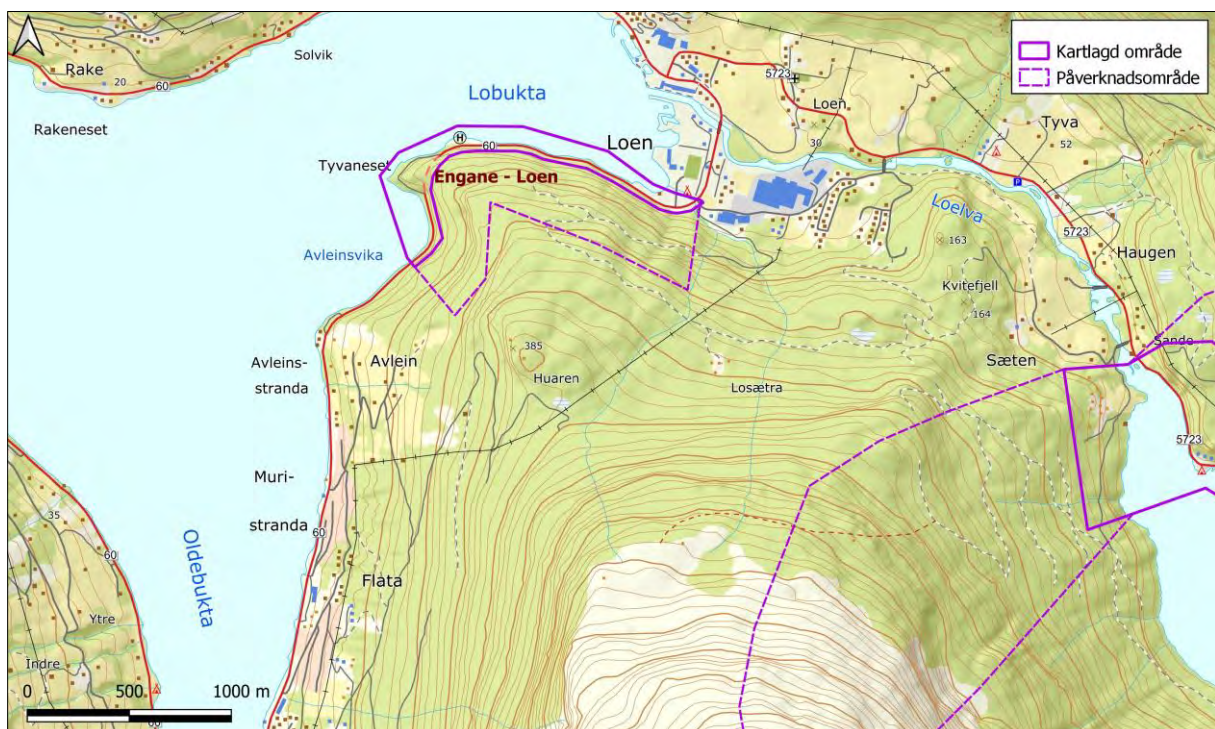 Kartlagd område
Påverknadsområde
Rake
20
60
Solvik
Rakeneset
Lobukta
5723
Loen
30
Tyva
52
Loen
H
60
Tyvaneset
Engane - Loen
P
Loelva
163
5723
Haugen
Avleinsvika
Kvitefjell
164
Avlein
385
Huaren
Losætra
Sæten
Sande
Avleins-
stranda
5723
Muri-
stranda
60
35
60
Oldebukta
Flata
Ytre
Indre
60
0 500 1000 m